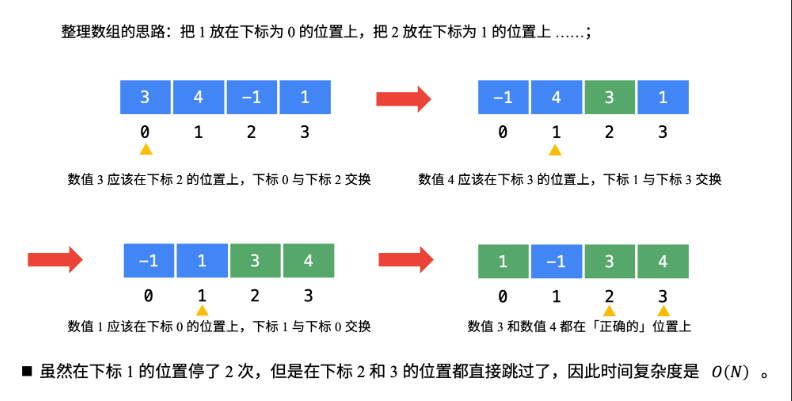 整理数组的思路：把 1 放在下标为 0 的位置上，把 2 放在下标为 1 的位置上 ……；
3 4 −1 1
0 1 2 3
数值 3 应该在下标 2 的位置上，下标 0 与下标 2 交换
−1 4 3 1
0 1 2 3
数值 4 应该在下标 3 的位置上，下标 1 与下标 3 交换
−1 1 3 4
0 1 2 3
数值 1 应该在下标 0 的位置上，下标 1 与下标 0 交换
1 −1 3 4
0 1 2 3
数值 3 和数值 4 都在「正确的」位置上
■ 虽然在下标 1 的位置停了 2 次，但是在下标 2 和 3 的位置都直接跳过了，因此时间复杂度是 O(N) 。